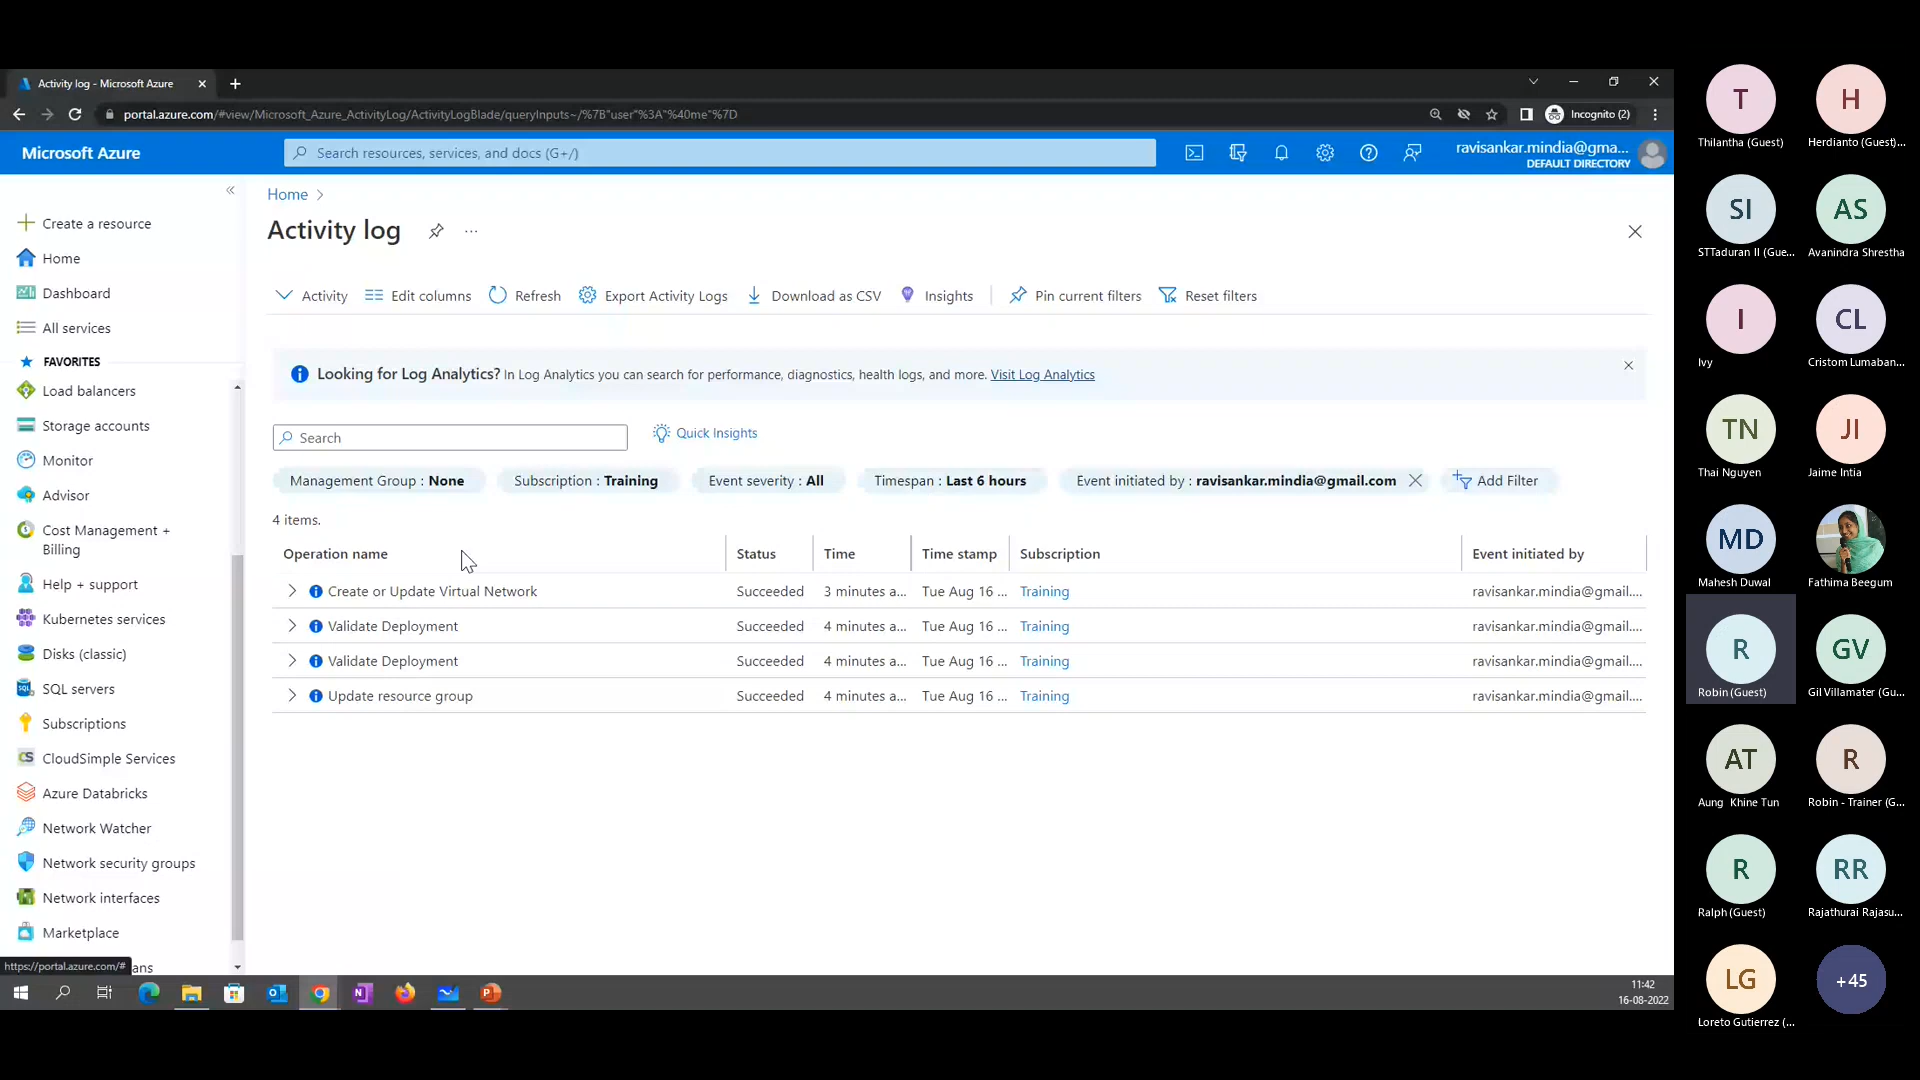 Activity log - Microsoft Azure
portal.azure.com/#view/Microsoft_Azure_ActivityLog/ActivityLogBlade/queryInputs~/%7B"user"%3A"%40me"%7D
Incognito (2)
Microsoft Azure
Search resources, services, and docs (G+/)
ravisankar.mindia@gma...
DEFAULT DIRECTORY
Create a resource
Home
Dashboard
All services
FAVORITES
Load balancers
Storage accounts
Monitor
Advisor
Cost Management +
Billing
Help + support
Kubernetes services
Disks (classic)
SQL servers
Subscriptions
CloudSimple Services
Azure Databricks
Network Watcher
Network security groups
Network interfaces
Marketplace
ans
https://portal.azure.com/#
Home
Activity log
...
Activity
Edit columns
Refresh
Export Activity Logs
Download as CSV
Insights
Pin current filters
Reset filters
Looking for Log Analytics? In Log Analytics you can search for performance, diagnostics, health logs, and more. Visit Log Analytics
Search
Quick Insights
Management Group : None
Subscription : Training
Event severity : All
Timespan : Last 6 hours
Event initiated by : ravisankar.mindia@gmail.com
Add Filter
4 items.
Operation name Status Time Time stamp Subscription Event initiated by
Create or Update Virtual Network Succeeded 3 minutes a... Tue Aug 16 ... Training ravisankar.mindia@gmail....
Validate Deployment Succeeded 4 minutes a... Tue Aug 16 ... Training ravisankar.mindia@gmail....
Validate Deployment Succeeded 4 minutes a... Tue Aug 16 ... Training ravisankar.mindia@gmail....
Update resource group Succeeded 4 minutes a... Tue Aug 16 ... Training ravisankar.mindia@gmail....
11:42
16-08-2022
T H
Thilantha (Guest) Herdianto (Guest)...
SI AS
STTaduran II (Gue... Avanindra Shrestha
I CL
Ivy Cristom Lumaban...
TN JI
Thai Nguyen Jaime Intia
MD
Mahesh Duwal Fathima Beegum
R GV
Robin (Guest) Gil Villamater (Gu...
AT R
Aung Khine Tun Robin - Trainer (G...
R RR
Ralph (Guest) Rajathurai Rajasu...
LG +45
Loreto Gutierrez (...